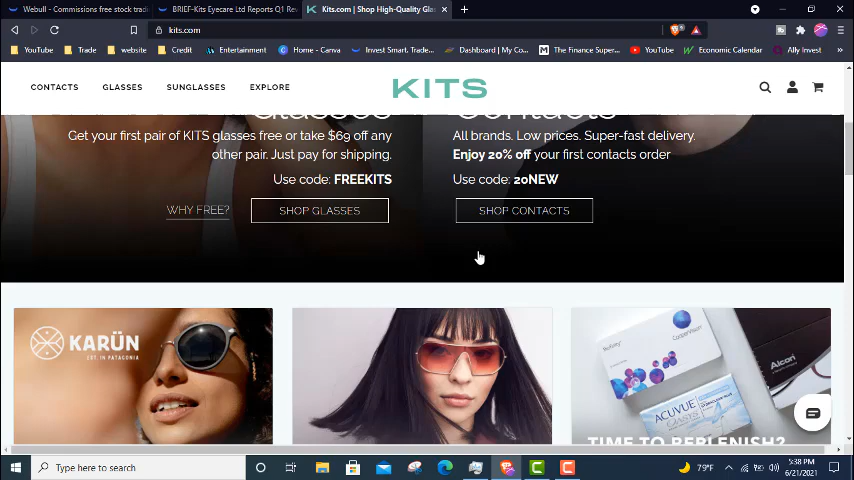 Webull - Commissions free stock trad
BRIEF-Kits Eyecare Ltd Reports Q1 Rev
Kits.com | Shop High-Quality Gla
kits.com
YouTube
Trade
website
Credit
Entertainment
Home - Canva
Invest Smart, Trade...
Dashboard | My Co...
The Finance Super...
YouTube
Economic Calendar
Ally Invest
CONTACTS
GLASSES
SUNGLASSES
EXPLORE
KITS
Glasses
Contacts
Get your first pair of KITS glasses free or take $69 off any
other pair. Just pay for shipping.
Use code: FREEKITS
WHY FREE?
SHOP GLASSES
All brands. Low prices. Super-fast delivery.
Enjoy 20% off your first contacts order
Use code: 20NEW
SHOP CONTACTS
KARÜN
EST. IN PATAGONIA
CooperVision
Alcon
ACUVUE
OASYS
TIME TO REPLENISH?
Type here to search
79°F
5:38 PM
6/21/2021